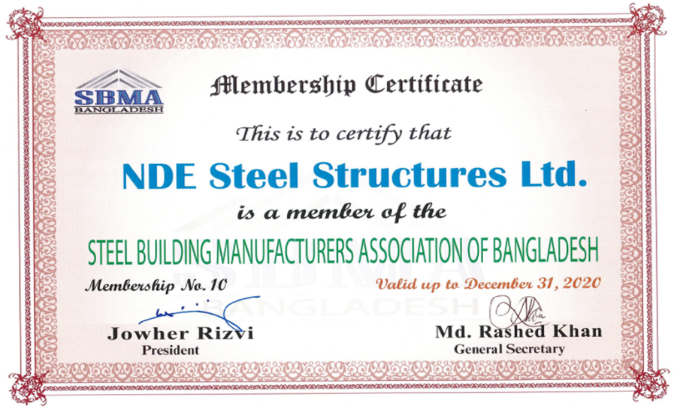 SBMA
BANGLADESH
Membership Certificate
This is to certify that
NDE Steel Structures Ltd.
is a member of the
STEEL BUILDING MANUFACTURERS ASSOCIATION OF BANGLADESH
Membership No. 10 Valid up to December 31, 2020
SBMA
BANGLADESH
Jowher Rizvi Md. Rashed Khan
President General Secretary